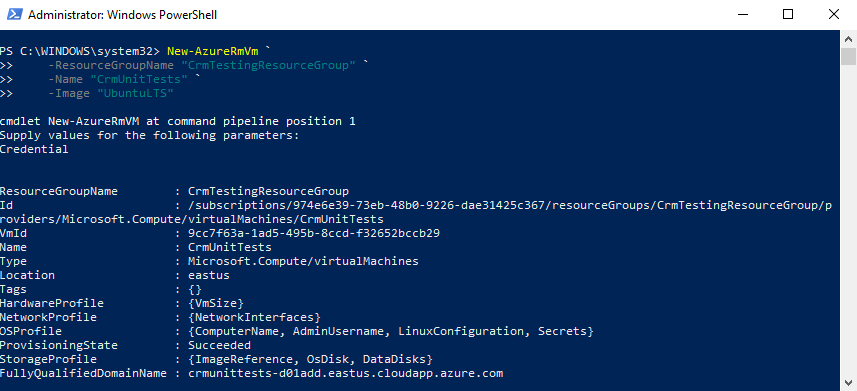 Administrator: Windows PowerShell
PS C:\WINDOWS\system32> New-AzureRmVm `
>>     -ResourceGroupName "CrmTestingResourceGroup" `
>>     -Name "CrmUnitTests" `
>>     -Image "UbuntuLTS"
cmdlet New-AzureRmVM at command pipeline position 1
Supply values for the following parameters:
Credential
ResourceGroupName        : CrmTestingResourceGroup
Id                       : /subscriptions/974e6e39-73eb-48b0-9226-dae31425c367/resourceGroups/CrmTestingResourceGroup/p
roviders/Microsoft.Compute/virtualMachines/CrmUnitTests
VmId                     : 9cc7f63a-1ad5-495b-8ccd-f32652bccb29
Name                     : CrmUnitTests
Type                     : Microsoft.Compute/virtualMachines
Location                 : eastus
Tags                     : {}
HardwareProfile          : {VmSize}
NetworkProfile           : {NetworkInterfaces}
OSProfile                : {ComputerName, AdminUsername, LinuxConfiguration, Secrets}
ProvisioningState        : Succeeded
StorageProfile           : {ImageReference, OsDisk, DataDisks}
FullyQualifiedDomainName : crmunittests-d01add.eastus.cloudapp.azure.com